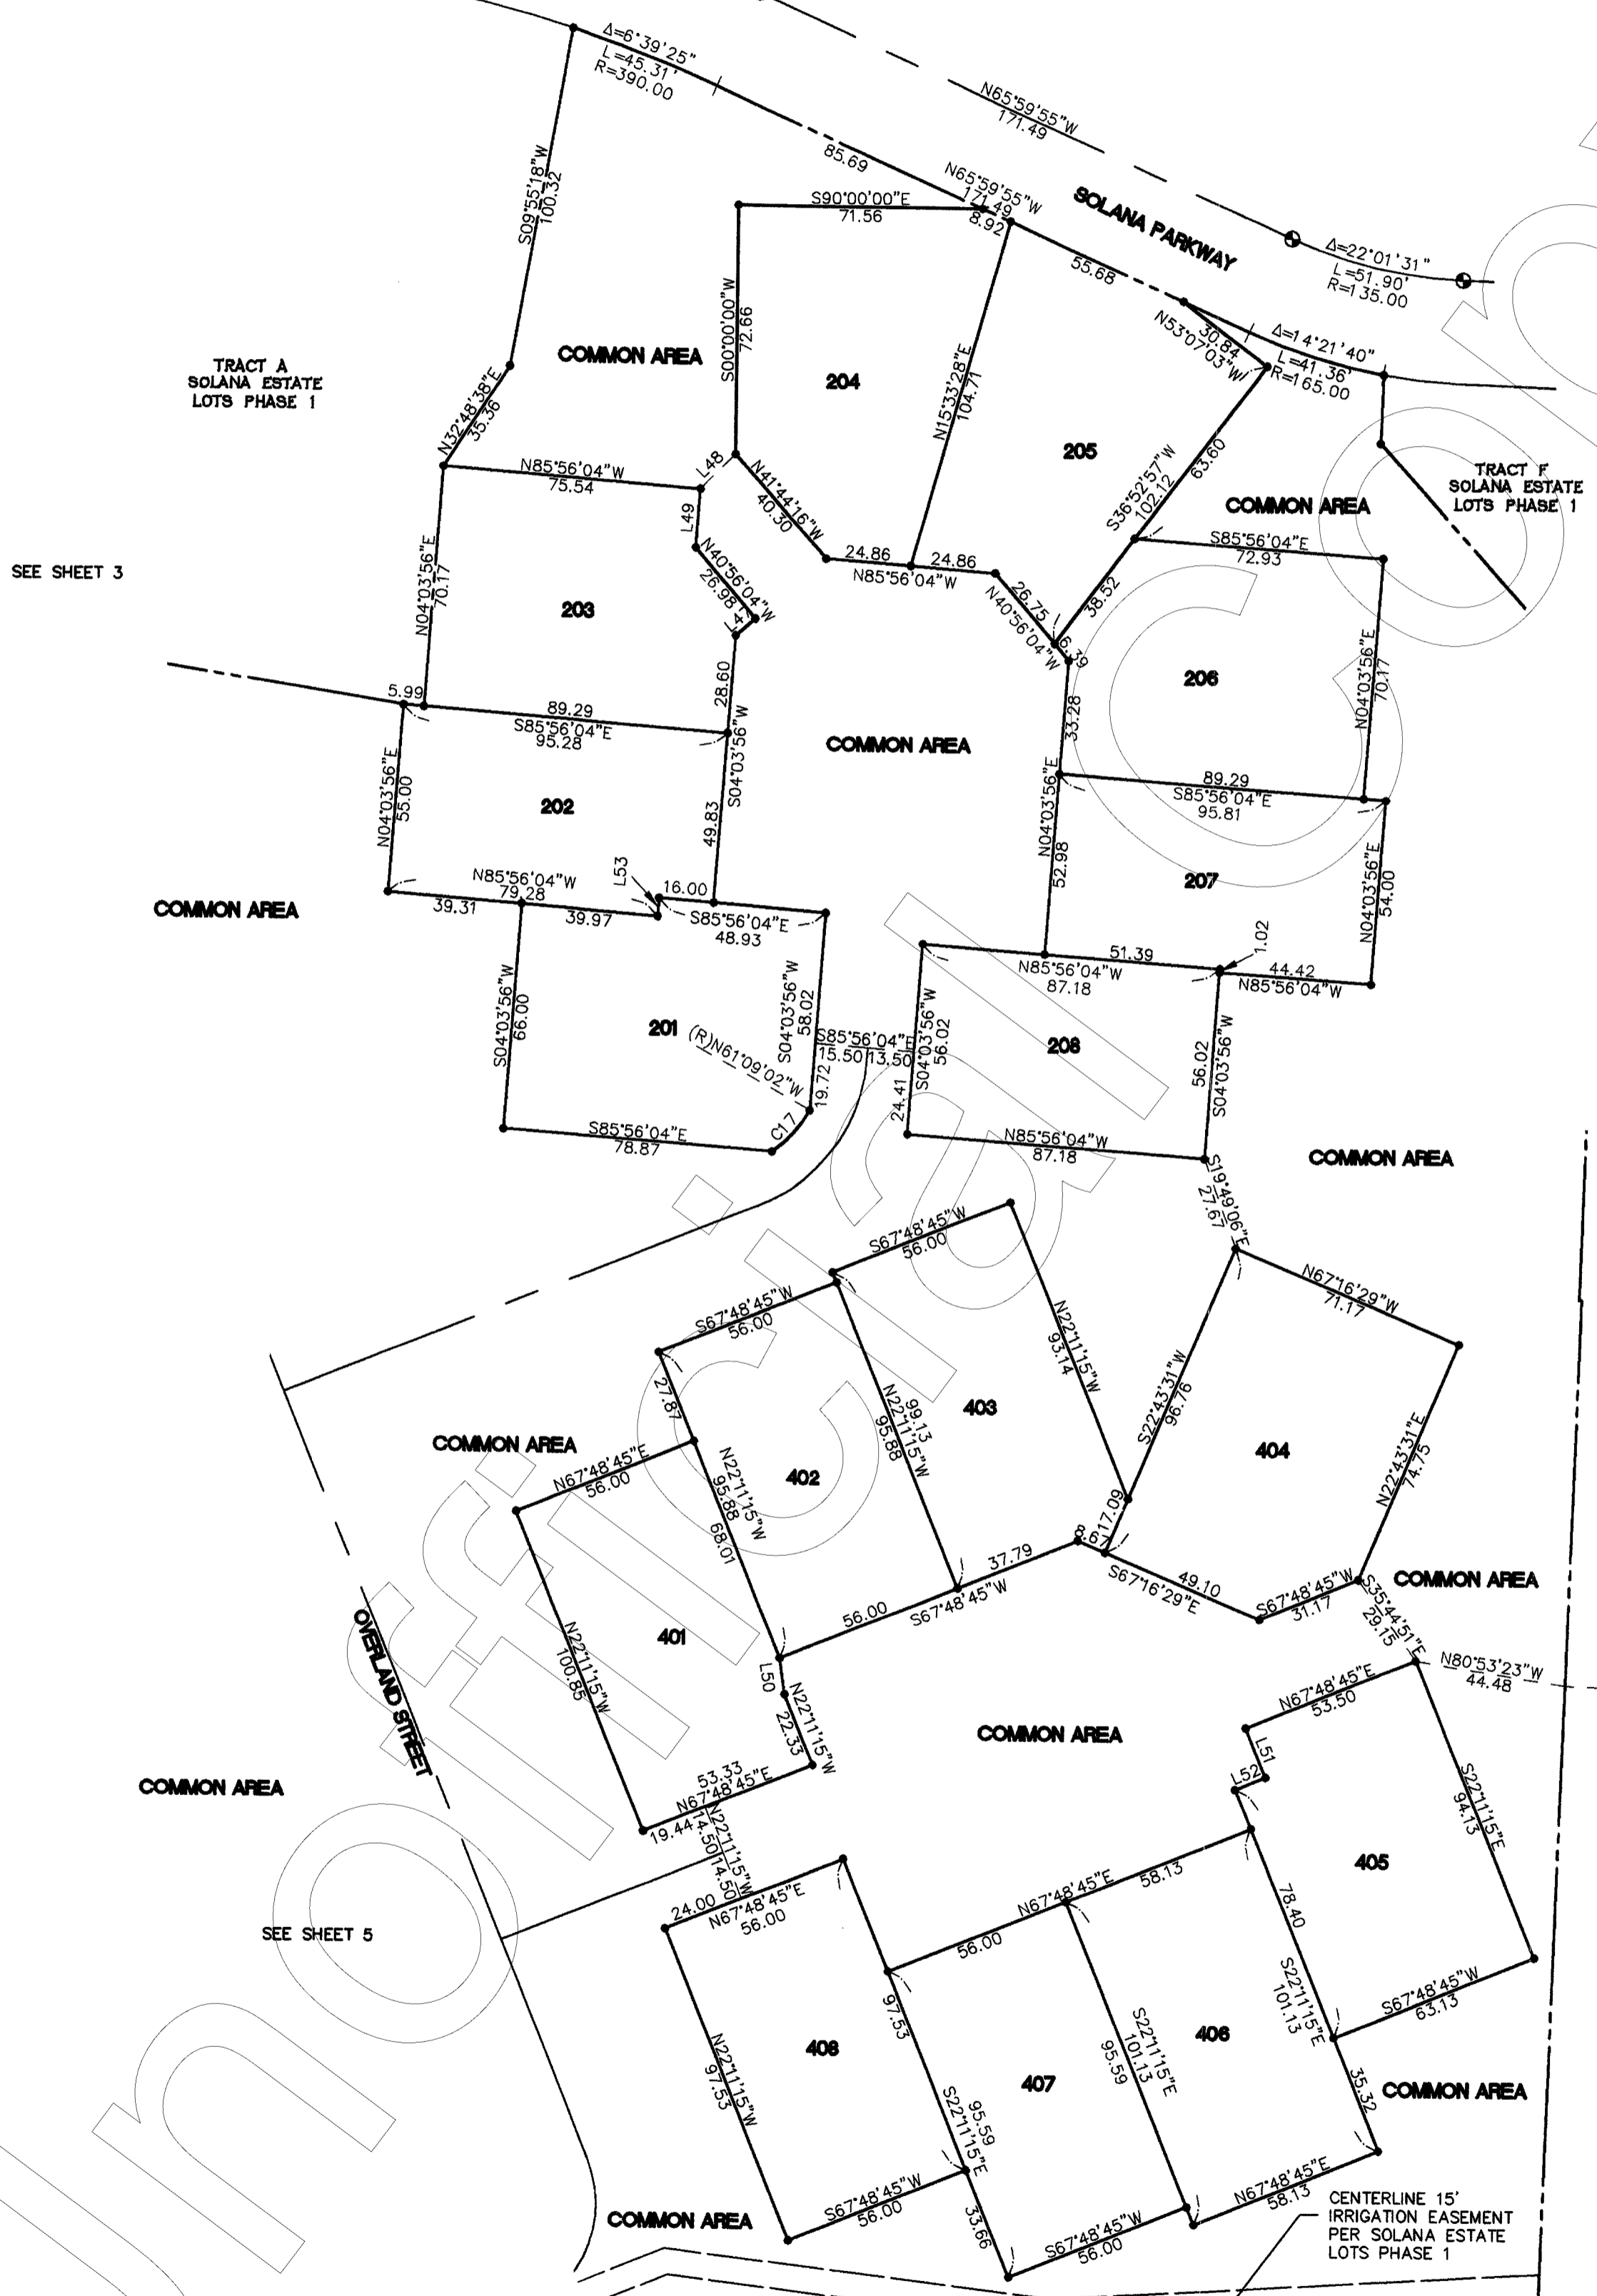 Δ=6°39'25"
L=45.31'
R=390.00
N65°59'55"W
171.49
85.69
N65°59'55"W
171.49
8.92
SOLANA PARKWAY
Δ=22°01'31"
L=51.90'
R=135.00
S09°55'18"W
100.32
S90°00'00"E
71.56
55.68
N53°07'03"W
30.84
Δ=14°21'40"
L=41.36'
R=165.00
S00°00'00"W
72.66
COMMON AREA
204
N15°33'28"E
104.71
205
TRACT A
SOLANA ESTATE
LOTS PHASE 1
N32°48'38"E
35.36
N85°56'04"W
75.54
L48
N41°44'16"W
40.30
S36°52'57"W
102.12
63.60
TRACT F
SOLANA ESTATE
LOTS PHASE 1
COMMON AREA
L49
24.86
24.86
N85°56'04"W
S85°56'04"E
72.93
SEE SHEET 3
N04°03'56"E
70.17
203
N40°56'04"W
26.98
L47
26.75
N40°56'04"W
38.52
6.39
206
N04°03'56"E
70.17
5.99
89.29
S85°56'04"E
95.28
28.60
S04°03'56"W
COMMON AREA
33.28
N04°03'56"E
89.29
S85°56'04"E
95.81
N04°03'56"E
55.00
202
49.83
52.98
207
N04°03'56"E
54.00
COMMON AREA
N85°56'04"W
79.28
39.31
39.97
L53
16.00
S85°56'04"E
48.93
51.39
N85°56'04"W
87.18
1.02
44.42
N85°56'04"W
S04°03'56"W
66.00
201
(R)N61°09'02"W
S04°03'56"W
58.02
19.72
S85°56'04"E
15.50
13.50
S04°03'56"W
56.02
24.41
208
56.02
S04°03'56"W
S85°56'04"E
78.87
C17
N85°56'04"W
87.18
COMMON AREA
S19°49'06"E
27.67
S67°48'45"W
56.00
S67°48'45"W
56.00
N67°16'29"W
71.17
COMMON AREA
27.87
N67°48'45"E
56.00
402
N22°11'15"W
95.88
68.01
99.13
N22°11'15"W
95.88
403
N22°11'15"W
93.14
S22°43'31"W
96.76
404
N22°43'31"E
74.75
17.09
8.67
37.79
S67°16'29"E
49.10
S67°48'45"W
31.17
COMMON AREA
S35°44'51"E
29.15
N80°53'23"W
44.48
56.00
S67°48'45"W
OVERLAND STREET
401
N22°11'15"W
100.85
L50
N22°11'15"W
22.33
COMMON AREA
N67°48'45"E
53.50
L51
L52
COMMON AREA
53.33
N67°48'45"E
19.44
N22°11'15"W
14.50
14.50
S22°11'15"E
94.13
405
SEE SHEET 5
24.00
N67°48'45"E
56.00
N67°48'45"E
56.00
58.13
78.40
S22°11'15"E
101.13
S67°48'45"W
63.13
N22°11'15"W
97.53
408
97.53
95.59
S22°11'15"E
407
S22°11'15"E
101.13
95.59
406
35.32
COMMON AREA
COMMON AREA
S67°48'45"W
56.00
33.66
S67°48'45"W
56.00
N67°48'45"E
58.13
CENTERLINE 15'
IRRIGATION EASEMENT
PER SOLANA ESTATE
LOTS PHASE 1